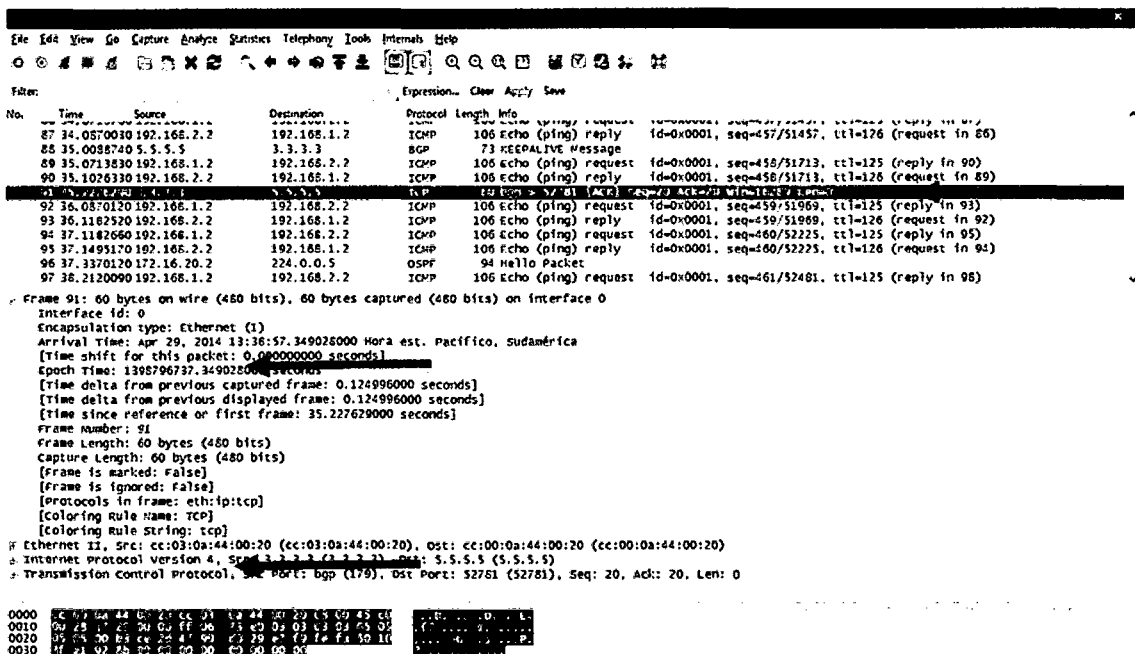 File Edit View Go Capture Analyze Statistics Telephony Tools Internals Help
Filter: Expression... Clear Apply Save
No. Time Source Destination Protocol Length Info
87 34.0870030 192.168.2.2 192.168.1.2 ICMP 106 Echo (ping) reply id=0x0001, seq=457/51457, ttl=126 (request in 86)
88 35.0088740 5.5.5.5 3.3.3.3 BGP 73 KEEPALIVE Message
89 35.0713830 192.168.1.2 192.168.2.2 ICMP 106 Echo (ping) request id=0x0001, seq=458/51713, ttl=125 (reply in 90)
90 35.1026330 192.168.2.2 192.168.1.2 ICMP 106 Echo (ping) reply id=0x0001, seq=458/51713, ttl=126 (request in 89)
5.5.5.5 TCP 60 bgp > 52781 [ACK] Seq=20 Ack=20
92 36.0870120 192.168.1.2 192.168.2.2 ICMP 106 Echo (ping) request id=0x0001, seq=459/51969, ttl=125 (reply in 93)
93 36.1182520 192.168.2.2 192.168.1.2 ICMP 106 Echo (ping) reply id=0x0001, seq=459/51969, ttl=126 (request in 92)
94 37.1182660 192.168.1.2 192.168.2.2 ICMP 106 Echo (ping) request id=0x0001, seq=460/52225, ttl=125 (reply in 95)
95 37.1495170 192.168.2.2 192.168.1.2 ICMP 106 Echo (ping) reply id=0x0001, seq=460/52225, ttl=126 (request in 94)
96 37.3370120 172.16.20.2 224.0.0.5 OSPF 94 Hello Packet
97 38.2120090 192.168.1.2 192.168.2.2 ICMP 106 Echo (ping) request id=0x0001, seq=461/52481, ttl=125 (reply in 98)
Frame 91: 60 bytes on wire (480 bits), 60 bytes captured (480 bits) on interface 0
Interface id: 0
Encapsulation type: Ethernet (1)
Arrival Time: Apr 29, 2014 13:36:57.349028000 Hora est. Pacífico, Sudamérica
[Time shift for this packet: 0.000000000 seconds]
Epoch Time: 1398796737.349028000 seconds
[Time delta from previous captured frame: 0.124996000 seconds]
[Time delta from previous displayed frame: 0.124996000 seconds]
[Time since reference or first frame: 35.227629000 seconds]
Frame Number: 91
Frame Length: 60 bytes (480 bits)
Capture Length: 60 bytes (480 bits)
[Frame is marked: False]
[Frame is ignored: False]
[Protocols in frame: eth:ip:tcp]
[Coloring Rule Name: TCP]
[Coloring Rule String: tcp]
Ethernet II, Src: cc:03:0a:44:00:20 (cc:03:0a:44:00:20), Dst: cc:00:0a:44:00:20 (cc:00:0a:44:00:20)
Internet Protocol Version 4, Src: 3.3.3.3 (3.3.3.3), Dst: 5.5.5.5 (5.5.5.5)
Transmission Control Protocol, Src Port: bgp (179), Dst Port: 52781 (52781), Seq: 20, Ack: 20, Len: 0
0000
0010
0020
0030